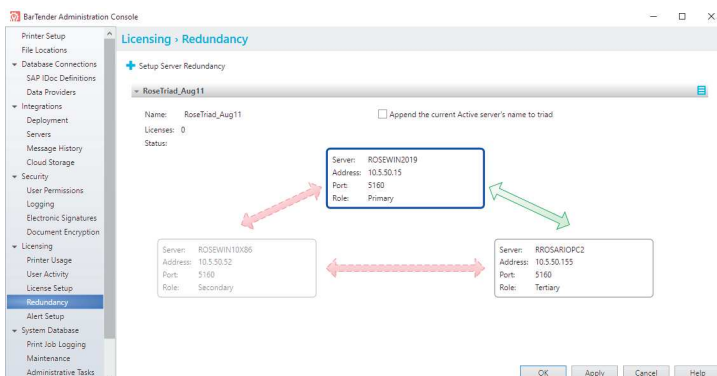 BarTender Administration Console
Printer Setup
File Locations
Database Connections
SAP IDoc Definitions
Data Providers
Integrations
Deployment
Servers
Message History
Cloud Storage
Security
User Permissions
Logging
Electronic Signatures
Document Encryption
Licensing
Printer Usage
User Activity
License Setup
Redundancy
Alert Setup
System Database
Print Job Logging
Maintenance
Administrative Tasks
Licensing › Redundancy
Setup Server Redundancy
RoseTriad_Aug11
Name: RoseTriad_Aug11
Append the current Active server's name to triad
Licenses: 0
Status:
Server: ROSEWIN2019
Address: 10.5.50.15
Port: 5160
Role: Primary
Server: ROSEWIN10X86
Address: 10.5.50.52
Port: 5160
Role: Secondary
Server: RROSARIOPC2
Address: 10.5.50.155
Port: 5160
Role: Tertiary
OK Apply Cancel Help